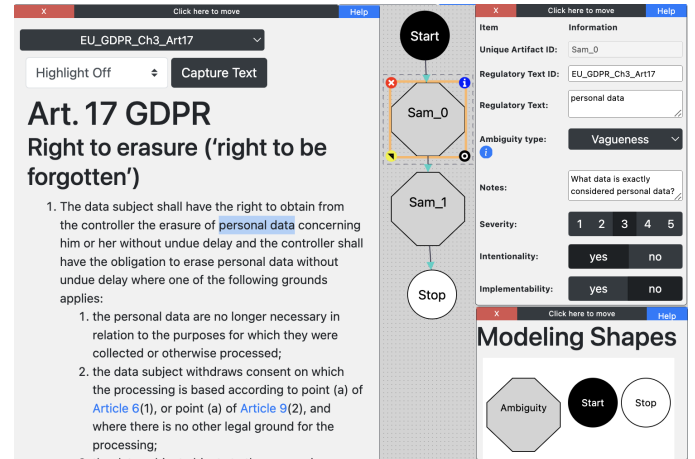 X
Click here to move
Help
EU_GDPR_Ch3_Art17
Highlight Off
Capture Text
Art. 17 GDPR
Right to erasure (‘right to be
forgotten’)
1. The data subject shall have the right to obtain from
the controller the erasure of personal data concerning
him or her without undue delay and the controller shall
have the obligation to erase personal data without
undue delay where one of the following grounds
applies:
1. the personal data are no longer necessary in
relation to the purposes for which they were
collected or otherwise processed;
2. the data subject withdraws consent on which
the processing is based according to point (a) of
Article 6(1), or point (a) of Article 9(2), and
where there is no other legal ground for the
processing;
Start
Sam_0
Sam_1
Stop
X
Click here to move
Help
Item
Information
Unique Artifact ID:
Sam_0
Regulatory Text ID:
EU_GDPR_Ch3_Art17
Regulatory Text:
personal data
Ambiguity type:
Vagueness
Notes:
What data is exactly
considered personal data?
Severity:
1 2 3 4 5
Intentionality:
yes no
Implementability:
yes no
X
Click here to move
Help
Modeling Shapes
Ambiguity
Start
Stop